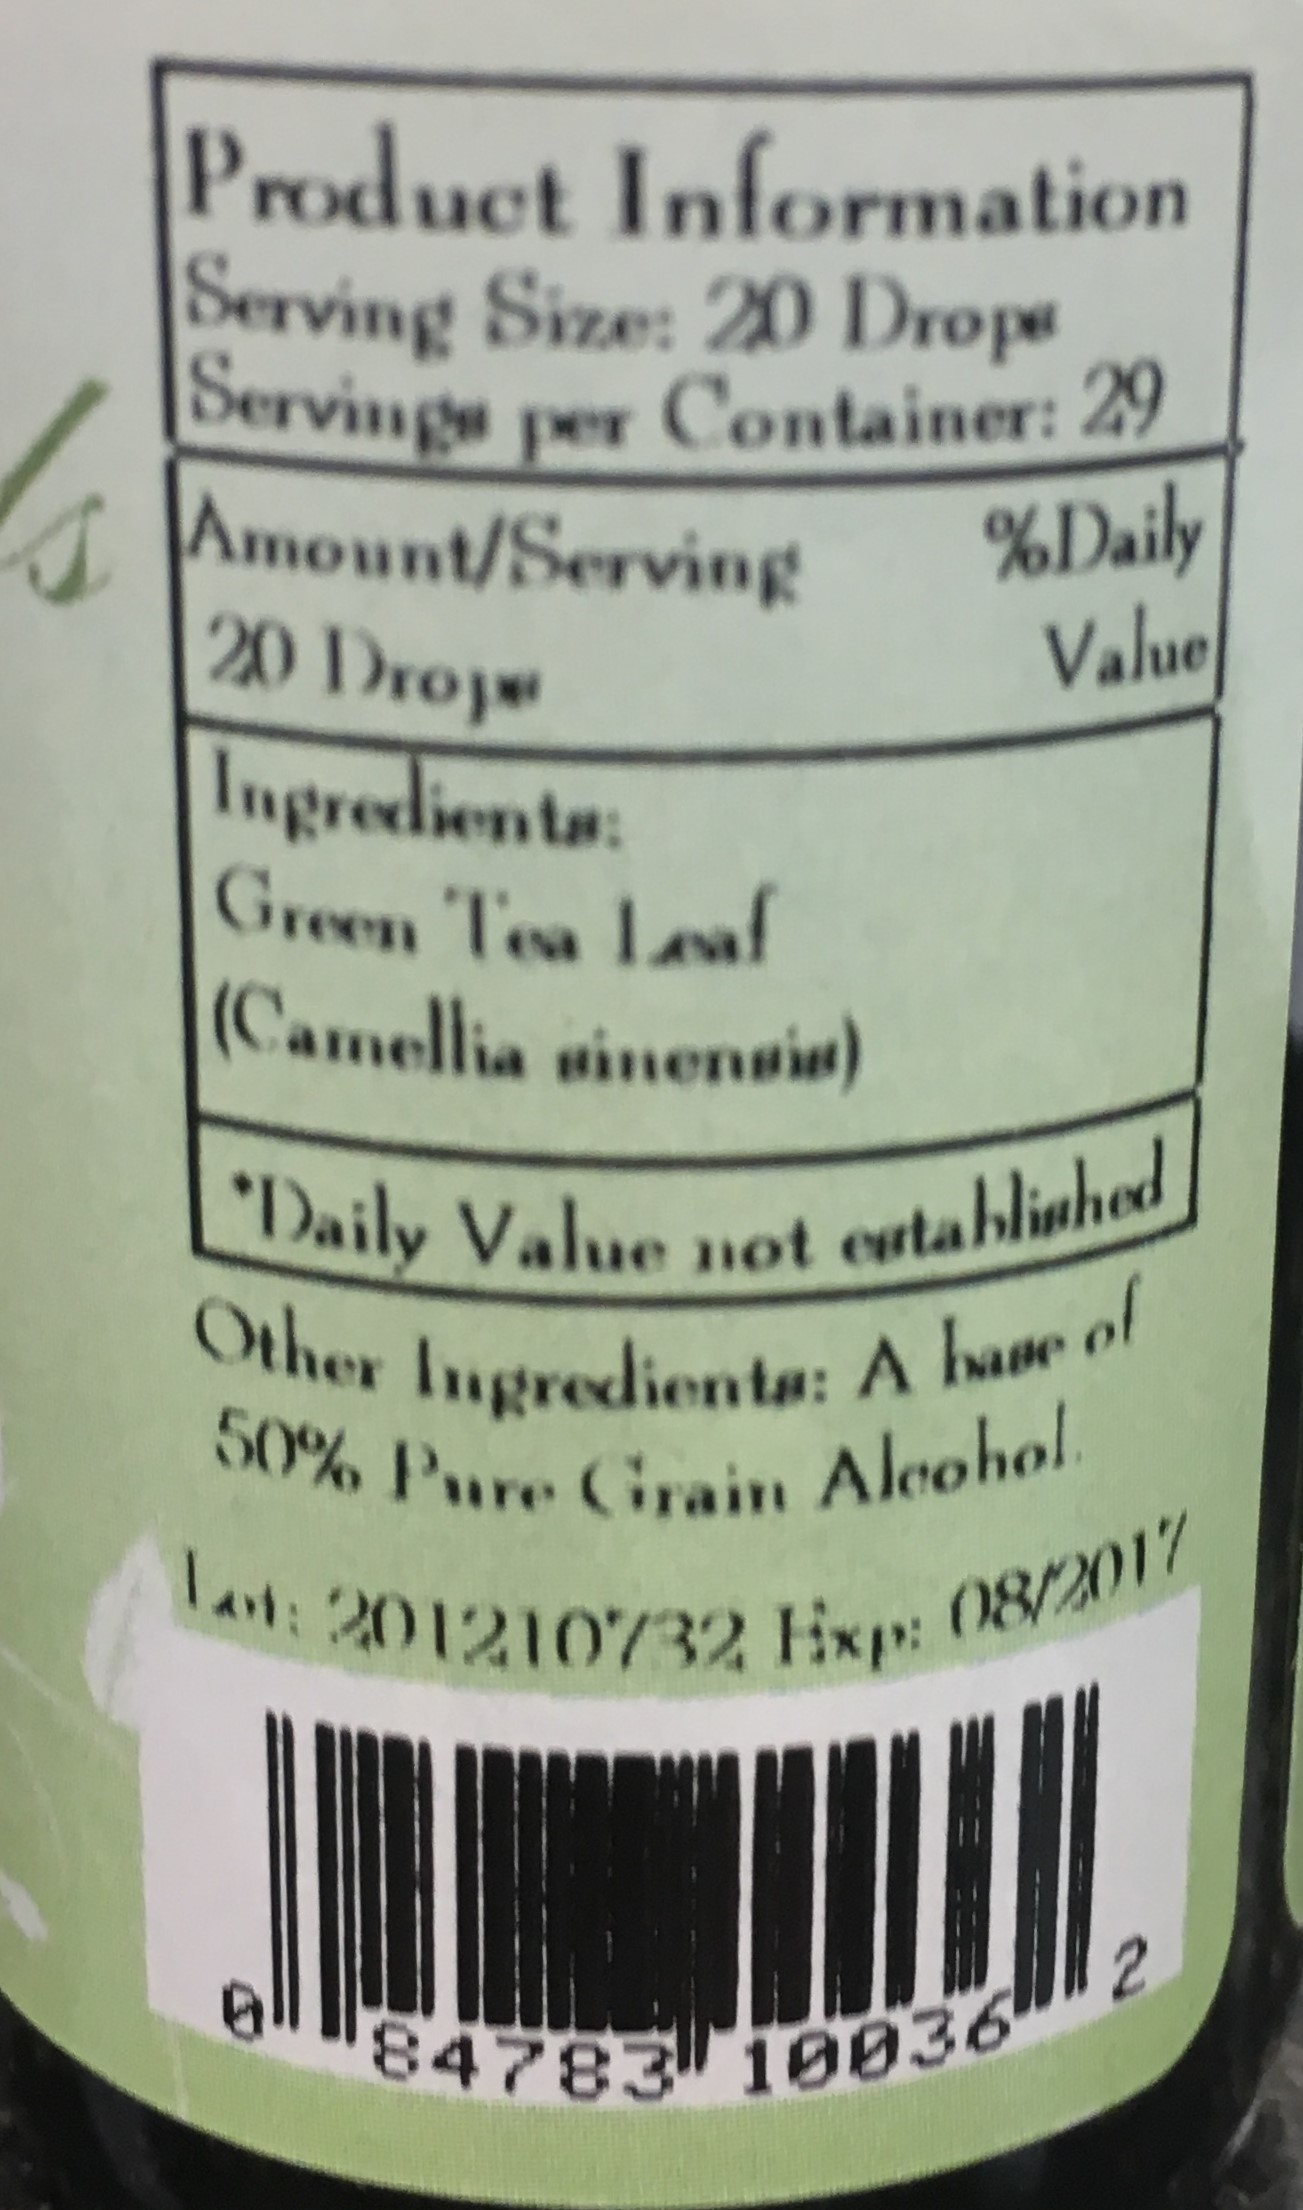 Product Information
Serving Size: 20 Drops
Servings per Container: 29
Amount/Serving %Daily
20 Drops Value
Ingredients:
Green Tea Leaf
(Camellia sinensis)
*Daily Value not established
Other Ingredients: A base of
50% Pure Grain Alcohol.
Lot: 201210732 Exp: 08/2017
0 84783 10036 2